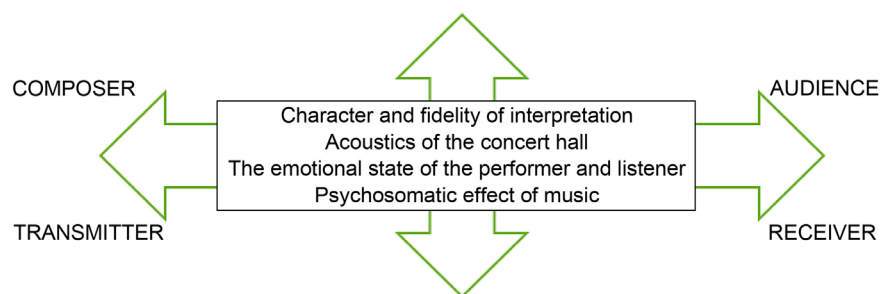 COMPOSER
AUDIENCE
Character and fidelity of interpretation
Acoustics of the concert hall
The emotional state of the performer and listener
Psychosomatic effect of music
TRANSMITTER
RECEIVER